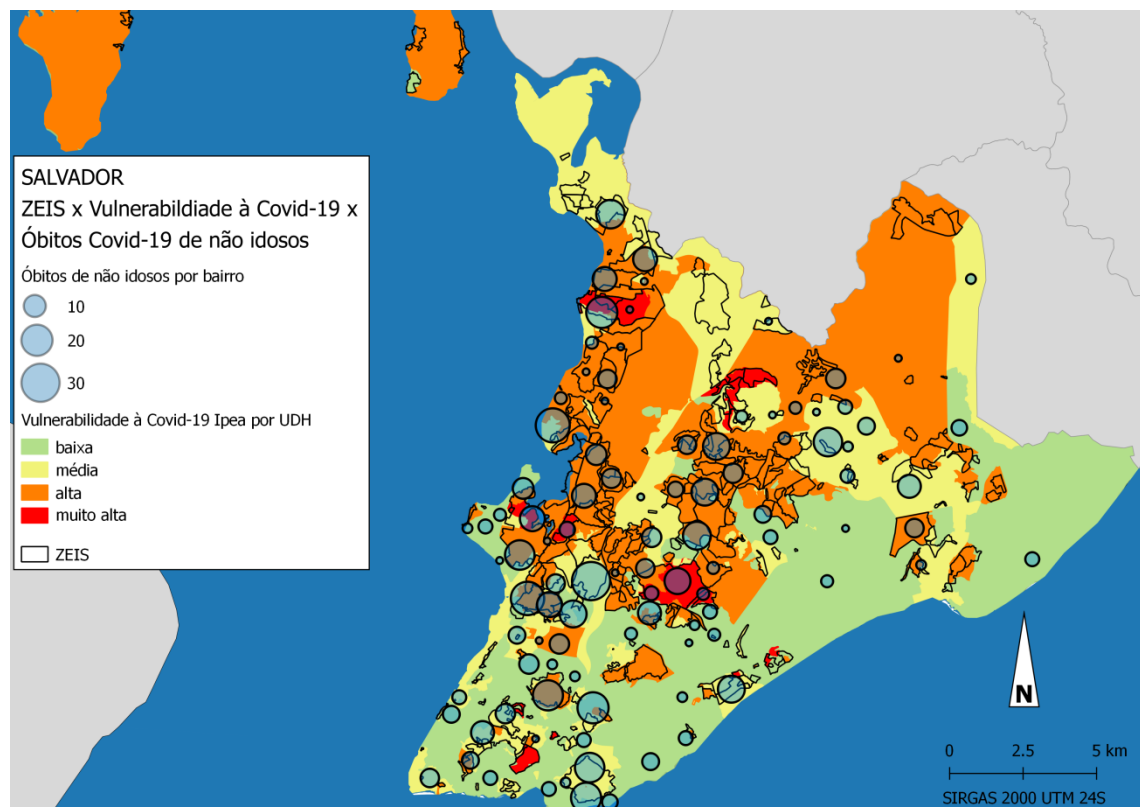 SALVADOR
ZEIS x Vulnerabildiade à Covid-19 x
Óbitos Covid-19 de não idosos
Óbitos de não idosos por bairro
10
20
30
Vulnerabilidade à Covid-19 Ipea por UDH
baixa
média
alta
muito alta
ZEIS
N
0 2.5 5 km
SIRGAS 2000 UTM 24S